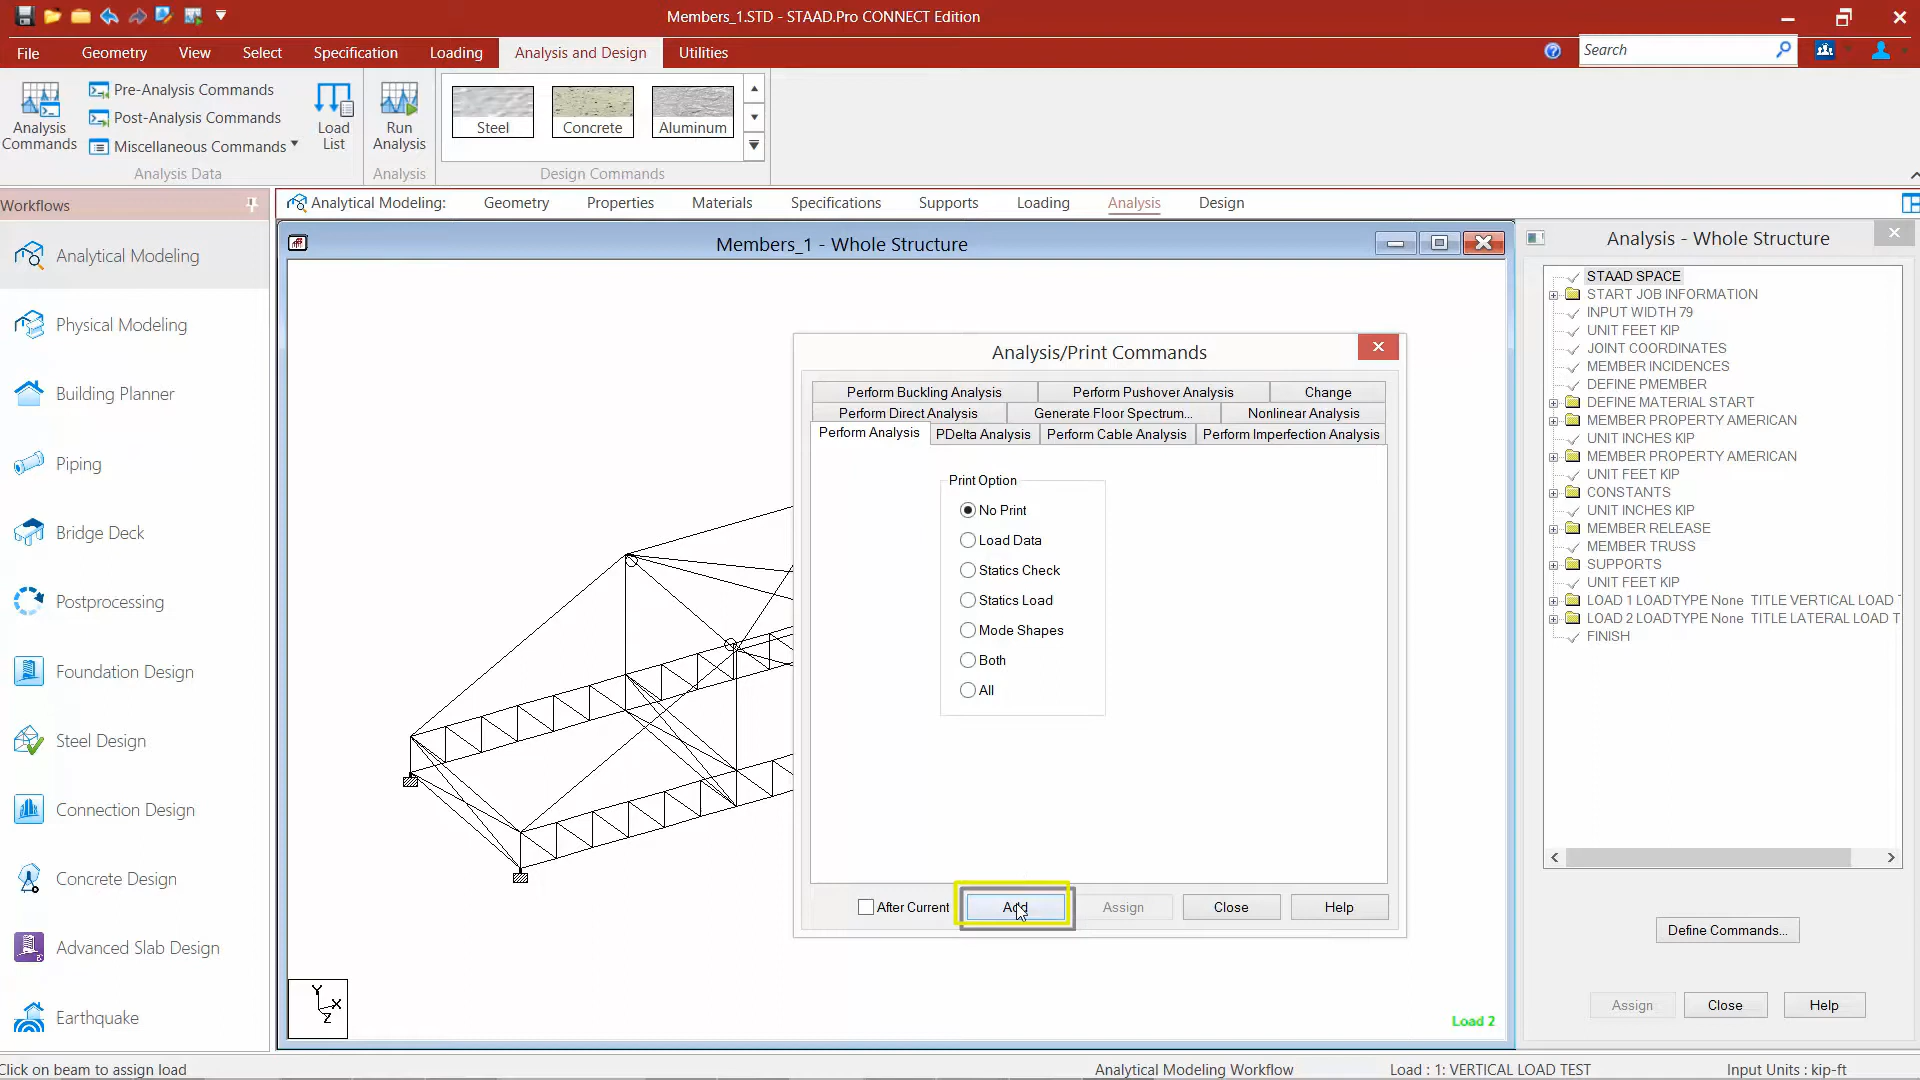 Members_1.STD - STAAD.Pro CONNECT Edition
File Geometry View Select Specification Loading Analysis and Design Utilities Search
Analysis Commands
Pre-Analysis Commands
Post-Analysis Commands
Miscellaneous Commands
Load List
Run Analysis
Steel
Concrete
Aluminum
Analysis Data Analysis Design Commands
Workflows
Analytical Modeling: Geometry Properties Materials Specifications Supports Loading Analysis Design
Analytical Modeling
Physical Modeling
Building Planner
Piping
Bridge Deck
Postprocessing
Foundation Design
Steel Design
Connection Design
Concrete Design
Advanced Slab Design
Earthquake
Members_1 - Whole Structure
Y
X
Z
Load 2
Analysis/Print Commands
Perform Buckling Analysis Perform Pushover Analysis Change
Perform Direct Analysis Generate Floor Spectrum... Nonlinear Analysis
Perform Analysis PDelta Analysis Perform Cable Analysis Perform Imperfection Analysis
Print Option
No Print
Load Data
Statics Check
Statics Load
Mode Shapes
Both
All
After Current Add Assign Close Help
Analysis - Whole Structure
STAAD SPACE
START JOB INFORMATION
INPUT WIDTH 79
UNIT FEET KIP
JOINT COORDINATES
MEMBER INCIDENCES
DEFINE PMEMBER
DEFINE MATERIAL START
MEMBER PROPERTY AMERICAN
UNIT INCHES KIP
MEMBER PROPERTY AMERICAN
UNIT FEET KIP
CONSTANTS
UNIT INCHES KIP
MEMBER RELEASE
MEMBER TRUSS
SUPPORTS
UNIT FEET KIP
LOAD 1 LOADTYPE None TITLE VERTICAL LOAD T
LOAD 2 LOADTYPE None TITLE LATERAL LOAD T
FINISH
Define Commands...
Assign Close Help
Click on beam to assign load Analytical Modeling Workflow Load : 1: VERTICAL LOAD TEST Input Units : kip-ft